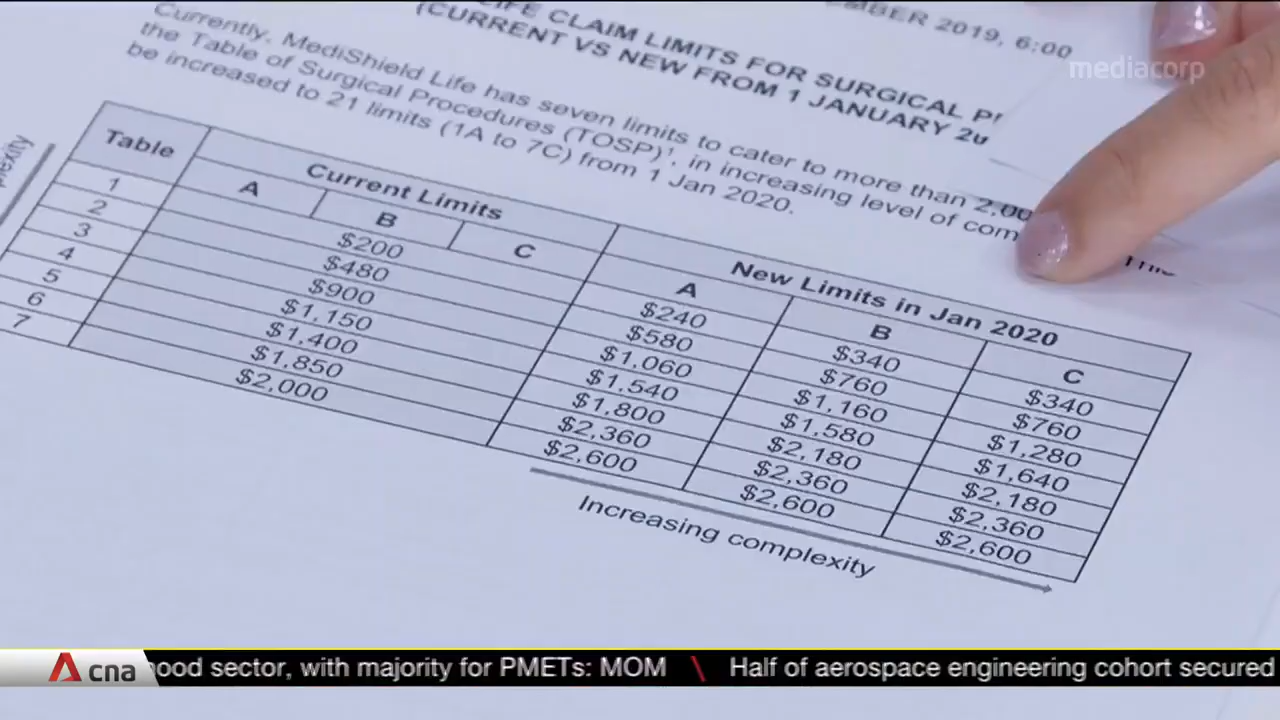 EMBER 2019, 6:00
mediacorp
IFE CLAIM LIMITS FOR SURGICAL P
(CURRENT VS NEW FROM 1 JANUARY 2
Currently, MediShield Life has seven limits to cater to more than 2,00
the Table of Surgical Procedures (TOSP)¹, in increasing level of com
be increased to 21 limits (1A to 7C) from 1 Jan 2020.
plexity
Table Current Limits New Limits in Jan 2020
A B C A B C
1 $200 $240 $340 $340
2 $480 $580 $760 $760
3 $900 $1,060 $1,160 $1,280
4 $1,150 $1,540 $1,580 $1,640
5 $1,400 $1,800 $2,180 $2,180
6 $1,850 $2,360 $2,360 $2,360
7 $2,000 $2,600 $2,600 $2,600
Increasing complexity
cna ood sector, with majority for PMETs: MOM \ Half of aerospace engineering cohort secured